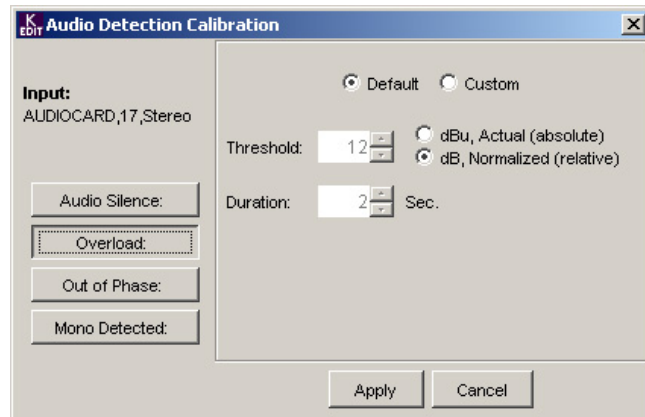 K EDIT Audio Detection Calibration
Input:
AUDIOCARD,17,Stereo
Audio Silence:
Overload:
Out of Phase:
Mono Detected:
Default Custom
Threshold: 12 dBu, Actual (absolute)
dB, Normalized (relative)
Duration: 2 Sec.
Apply Cancel